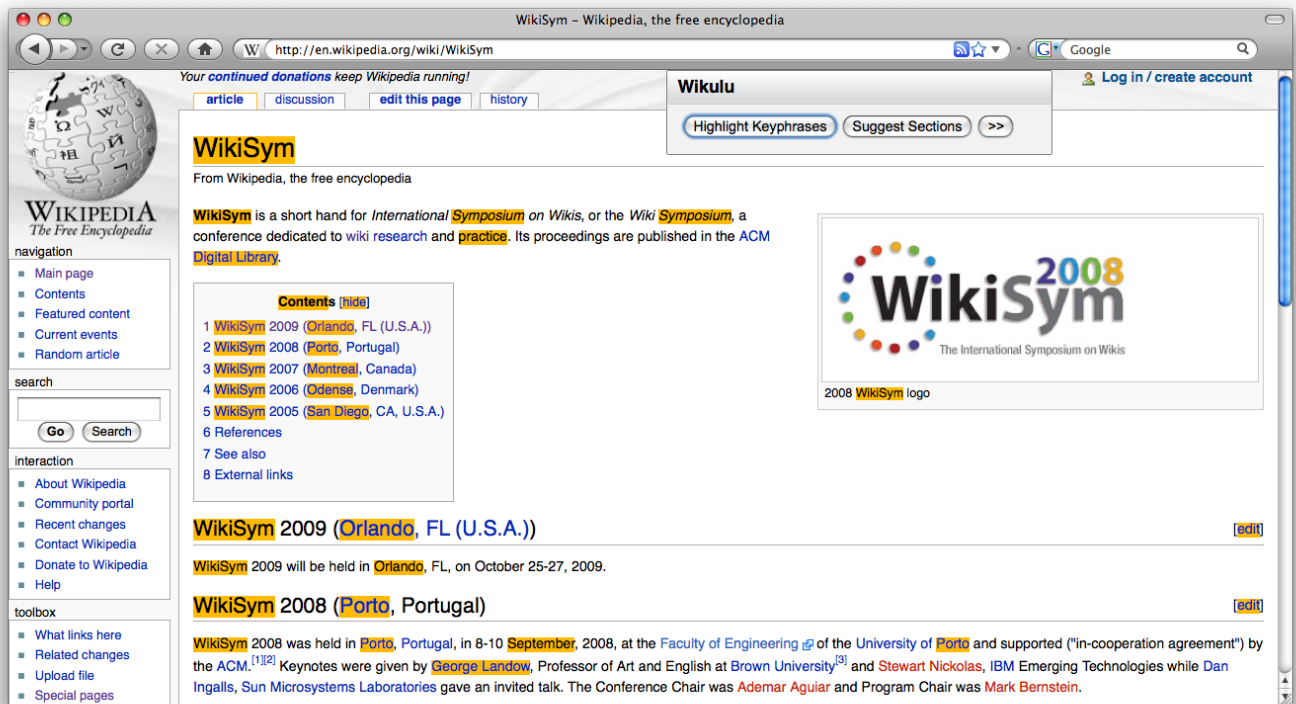 WikiSym – Wikipedia, the free encyclopedia
W http://en.wikipedia.org/wiki/WikiSym
G Google
Your continued donations keep Wikipedia running!
Log in / create account
article discussion edit this page history
Wikulu
Highlight Keyphrases Suggest Sections >>
WIKIPEDIA
The Free Encyclopedia
navigation
Main page
Contents
Featured content
Current events
Random article
search
Go Search
interaction
About Wikipedia
Community portal
Recent changes
Contact Wikipedia
Donate to Wikipedia
Help
toolbox
What links here
Related changes
Upload file
Special pages
WikiSym
From Wikipedia, the free encyclopedia
WikiSym is a short hand for International Symposium on Wikis, or the Wiki Symposium, a
conference dedicated to wiki research and practice. Its proceedings are published in the ACM
Digital Library.
WikiSym 2008
The International Symposium on Wikis
2008 WikiSym logo
Contents [hide]
1 WikiSym 2009 (Orlando, FL (U.S.A.))
2 WikiSym 2008 (Porto, Portugal)
3 WikiSym 2007 (Montreal, Canada)
4 WikiSym 2006 (Odense, Denmark)
5 WikiSym 2005 (San Diego, CA, U.S.A.)
6 References
7 See also
8 External links
WikiSym 2009 (Orlando, FL (U.S.A.)) [edit]
WikiSym 2009 will be held in Orlando, FL, on October 25-27, 2009.
WikiSym 2008 (Porto, Portugal) [edit]
WikiSym 2008 was held in Porto, Portugal, in 8-10 September, 2008, at the Faculty of Engineering of the University of Porto and supported ("in-cooperation agreement") by
the ACM.[1][2] Keynotes were given by George Landow, Professor of Art and English at Brown University[3] and Stewart Nickolas, IBM Emerging Technologies while Dan
Ingalls, Sun Microsystems Laboratories gave an invited talk. The Conference Chair was Ademar Aguiar and Program Chair was Mark Bernstein.